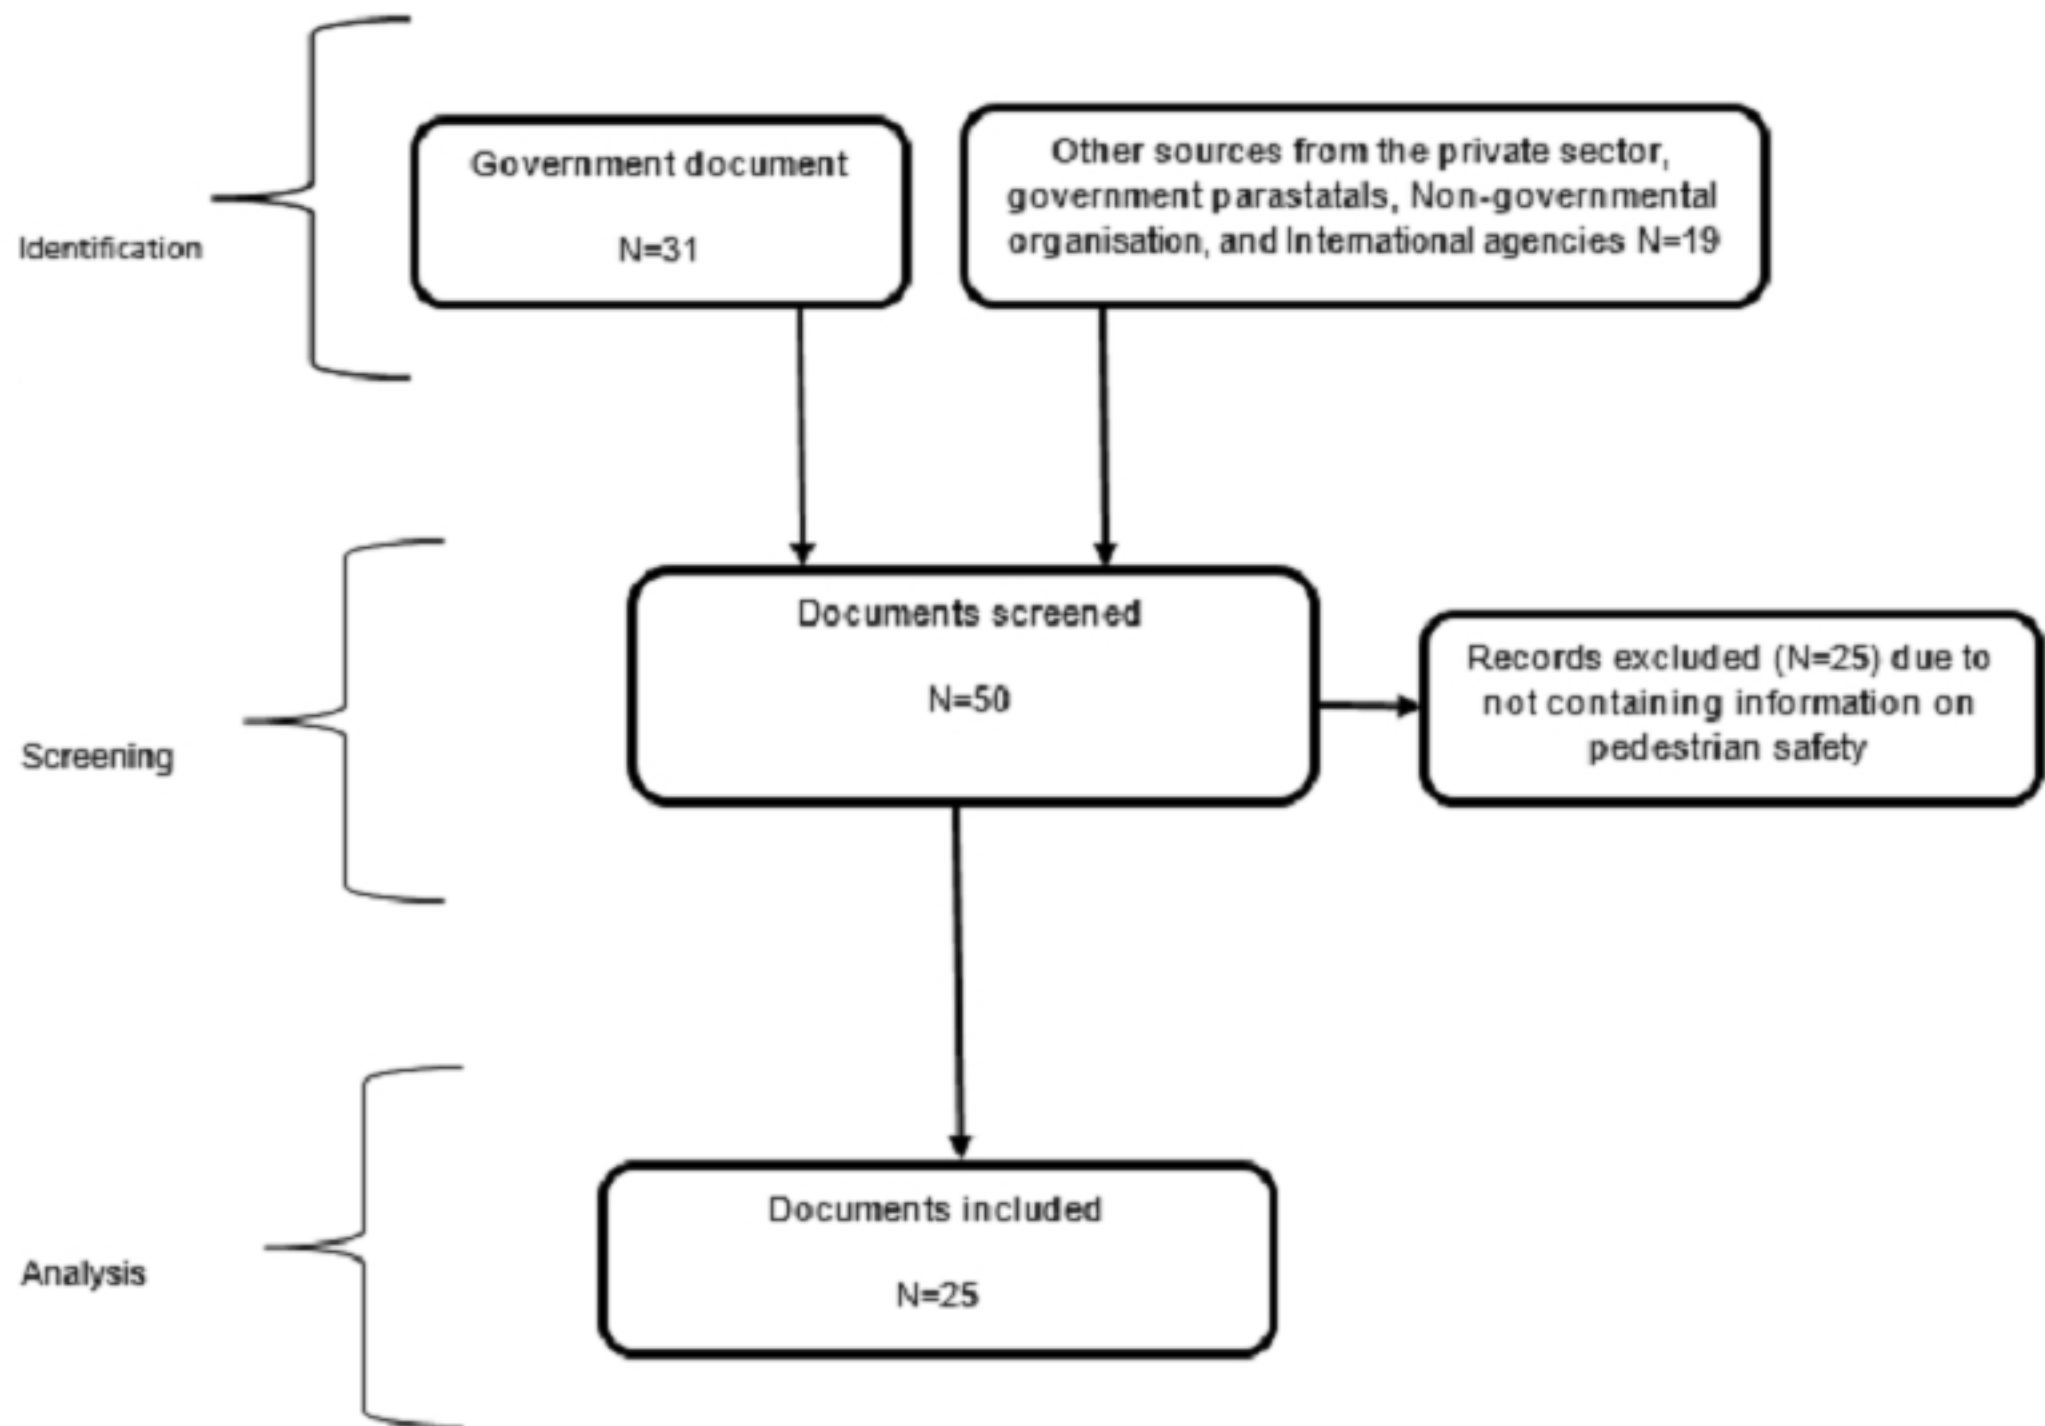 Identification
Government document
N=31
Other sources from the private sector,
government parastatals, Non-governmental
organisation, and International agencies N=19
Screening
Documents screened
N=50
Records excluded (N=25) due to
not containing information on
pedestrian safety
Analysis
Documents included
N=25